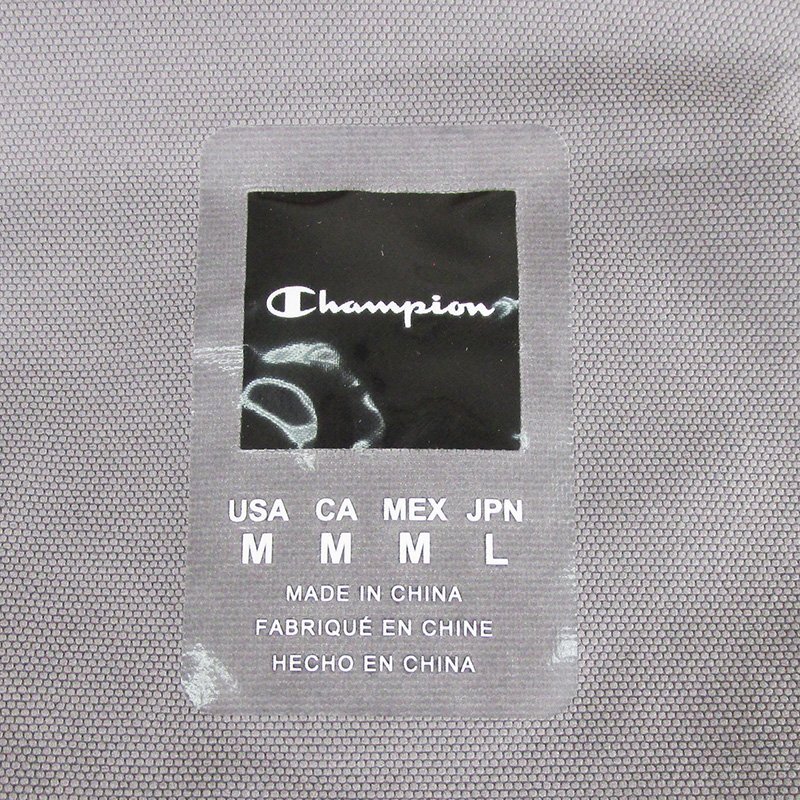 Champion
USA CA MEX JPN
M M M L
MADE IN CHINA
FABRIQUÉ EN CHINE
HECHO EN CHINA